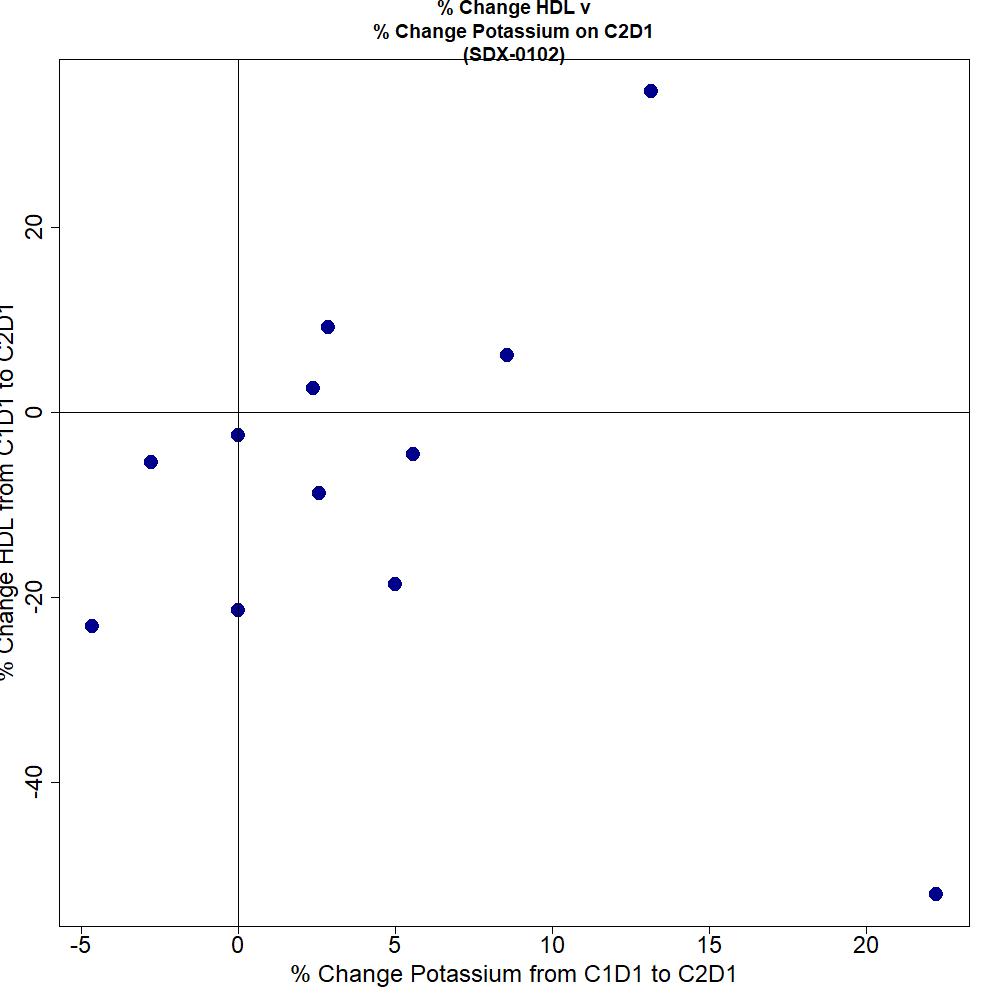 % Change HDL v
% Change Potassium on C2D1
(SDX-0102)
% Change HDL from C1D1 to C2D1
20
0
-20
-40
-5
0
5
10
15
20
% Change Potassium from C1D1 to C2D1